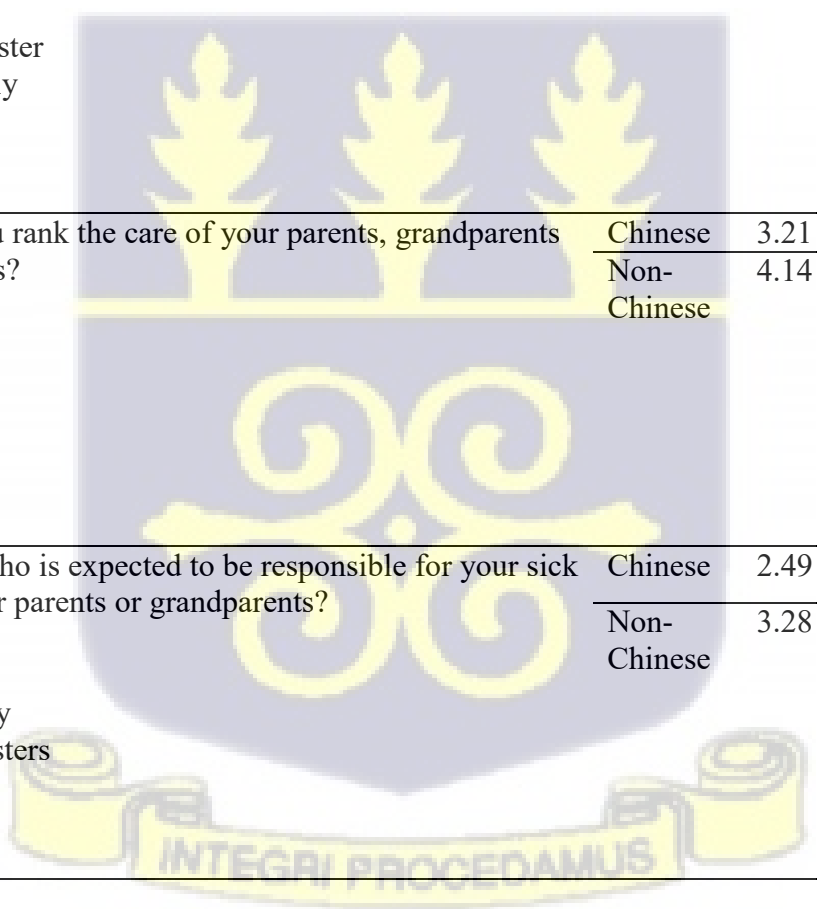 ster
y
u rank the care of your parents, grandparents Chinese 3.21
s? Non- 4.14
Chinese
ho is expected to be responsible for your sick Chinese 2.49
r parents or grandparents?
Non- 3.28
Chinese
y
sters
INTEGRI PROCEDAMUS